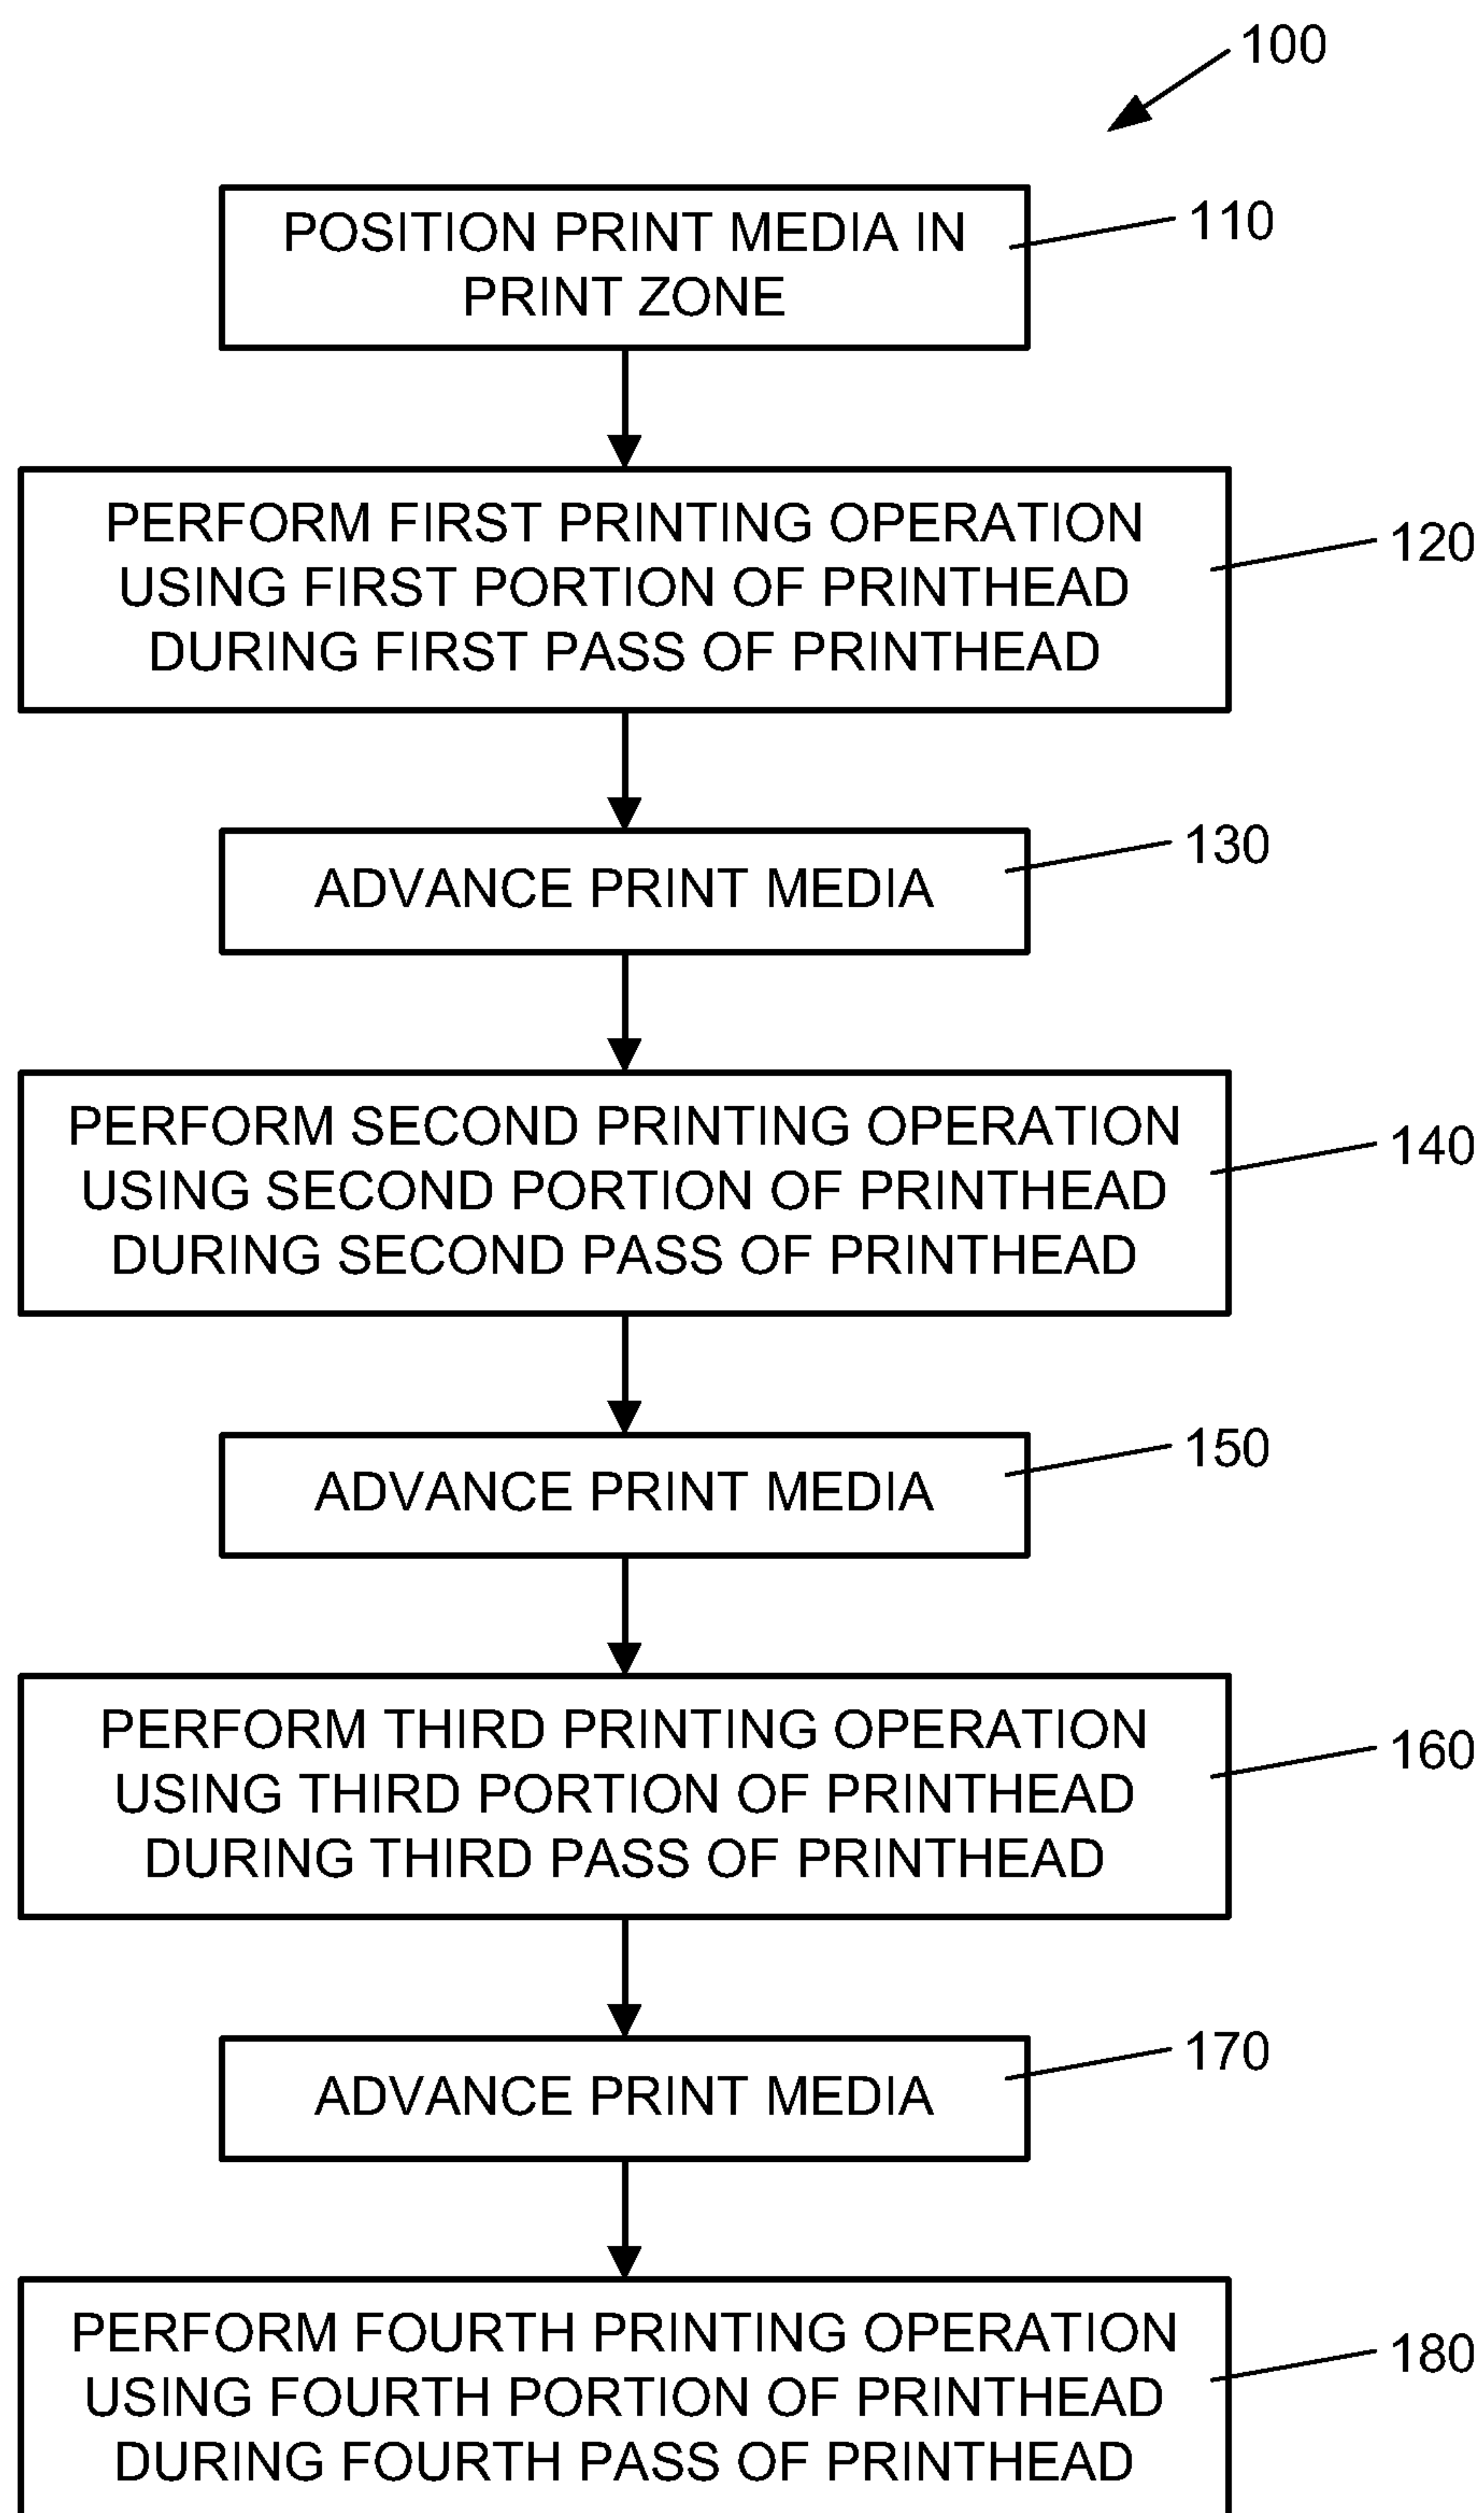 100
POSITION PRINT MEDIA IN
PRINT ZONE
110
PERFORM FIRST PRINTING OPERATION
USING FIRST PORTION OF PRINTHEAD
DURING FIRST PASS OF PRINTHEAD
120
ADVANCE PRINT MEDIA
130
PERFORM SECOND PRINTING OPERATION
USING SECOND PORTION OF PRINTHEAD
DURING SECOND PASS OF PRINTHEAD
140
ADVANCE PRINT MEDIA
150
PERFORM THIRD PRINTING OPERATION
USING THIRD PORTION OF PRINTHEAD
DURING THIRD PASS OF PRINTHEAD
160
ADVANCE PRINT MEDIA
170
PERFORM FOURTH PRINTING OPERATION
USING FOURTH PORTION OF PRINTHEAD
DURING FOURTH PASS OF PRINTHEAD
180